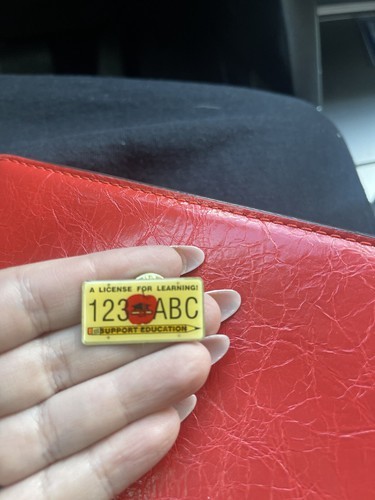 A LICENSE FOR LEARNING!
123 ABC
SUPPORT EDUCATION